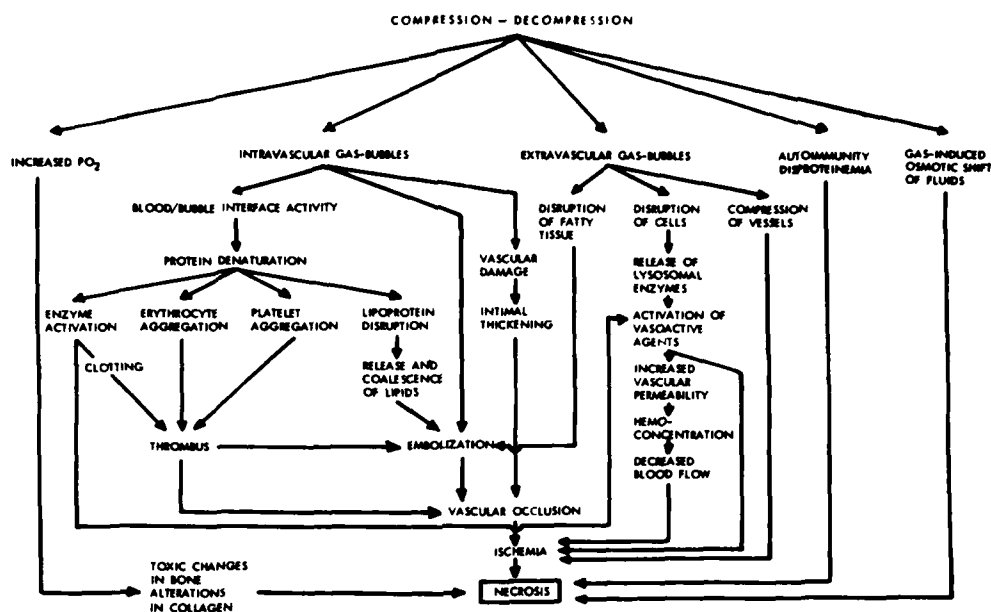 COMPRESSION – DECOMPRESSION
INCREASED PO2
INTRAVASCULAR GAS-BUBBLES
EXTRAVASCULAR GAS-BUBBLES
AUTOIMMUNITY
DISPROTEINEMIA
GAS-INDUCED
OSMOTIC SHIFT
OF FLUIDS
BLOOD/BUBBLE INTERFACE ACTIVITY
DISRUPTION
OF FATTY
TISSUE
DISRUPTION
OF CELLS
COMPRESSION
OF VESSELS
PROTEIN DENATURATION
VASCULAR
DAMAGE
RELEASE OF
LYSOSOMAL
ENZYMES
ENZYME
ACTIVATION
ERYTHROCYTE
AGGREGATION
PLATELET
AGGREGATION
LIPOPROTEIN
DISRUPTION
INTIMAL
THICKENING
ACTIVATION OF
VASOACTIVE
AGENTS
CLOTTING
RELEASE AND
COALESCENCE
OF LIPIDS
INCREASED
VASCULAR
PERMEABILITY
HEMO-
CONCENTRATION
THROMBUS
EMBOLIZATION
DECREASED
BLOOD FLOW
VASCULAR OCCLUSION
ISCHEMIA
TOXIC CHANGES
IN BONE
ALTERATIONS
IN COLLAGEN
NECROSIS